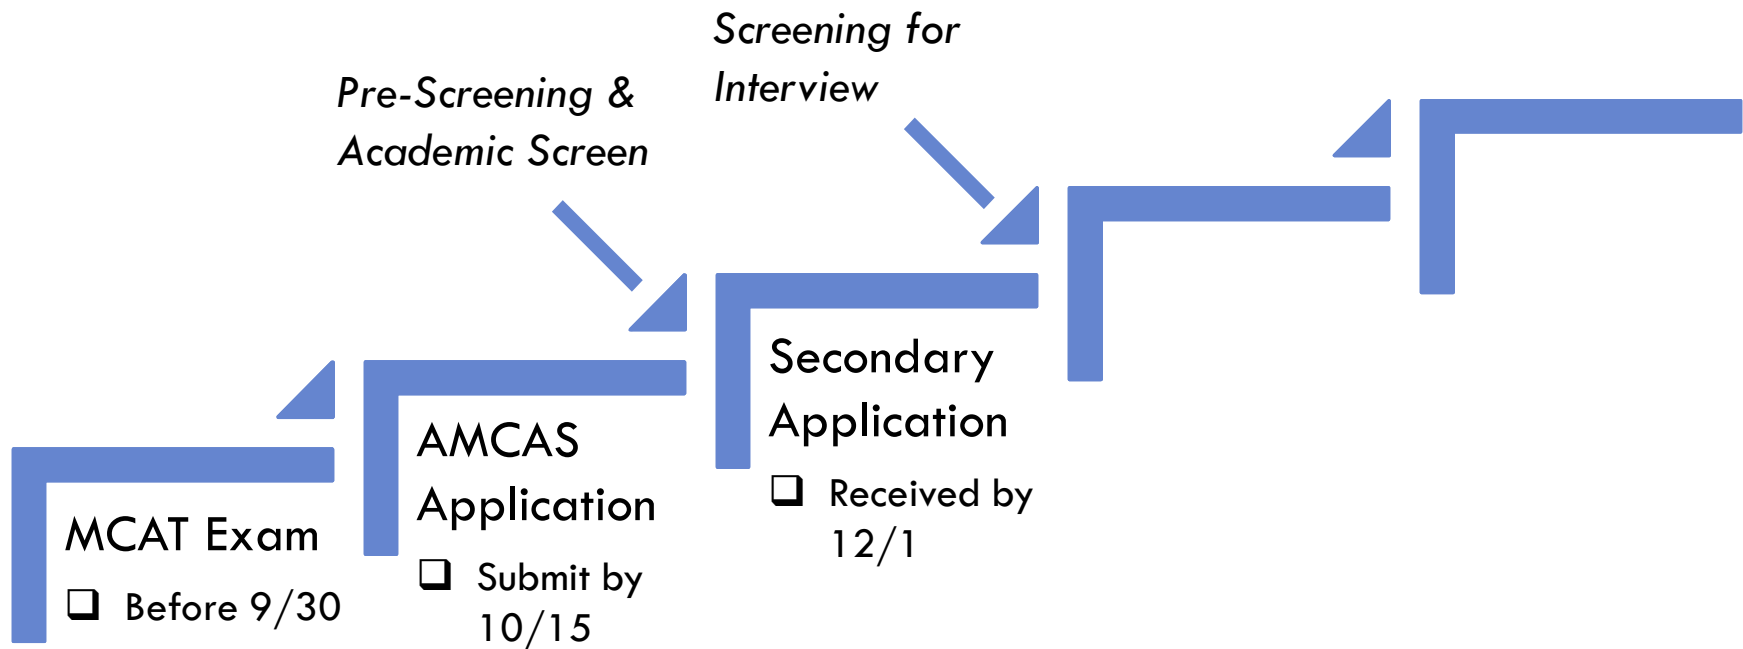 Screening for
Interview
Pre-Screening &
Academic Screen
MCAT Exam
❑ Before 9/30
AMCAS
Application
❑ Submit by
10/15
Secondary
Application
❑ Received by
12/1